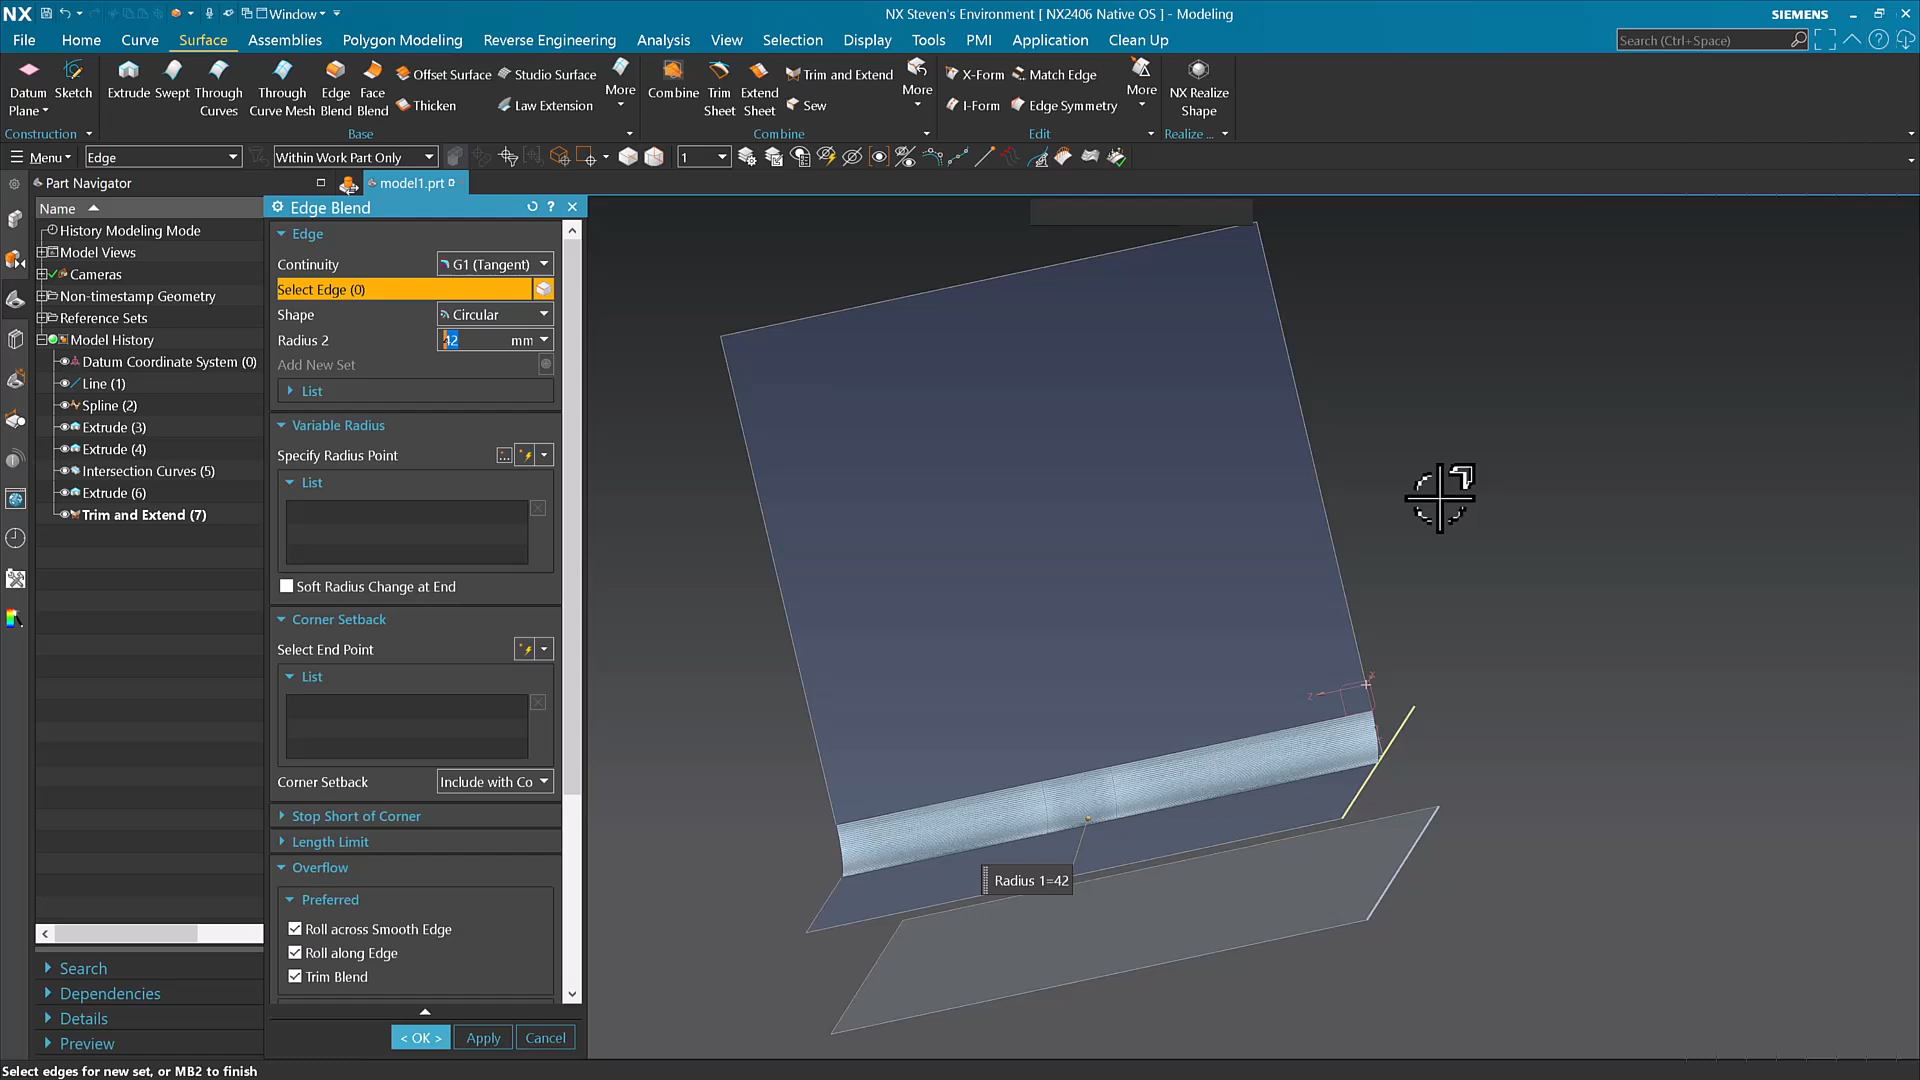 NX
Window
NX Steven's Environment [ NX2406 Native OS ] - Modeling
SIEMENS
File Home Curve Surface Assemblies Polygon Modeling Reverse Engineering Analysis View Selection Display Tools PMI Application Clean Up
Search (Ctrl+Space)
Datum Plane
Sketch
Extrude
Swept
Through Curves
Through Curve Mesh
Edge Blend
Face Blend
Offset Surface
Thicken
Studio Surface
Law Extension
More
Combine
Trim Sheet
Extend Sheet
Trim and Extend
Sew
More
X-Form
I-Form
Match Edge
Edge Symmetry
More
NX Realize Shape
Construction
Base
Combine
Edit
Realize ...
Menu
Edge
Within Work Part Only
1
Part Navigator
model1.prt
Name
History Modeling Mode
Model Views
Cameras
Non-timestamp Geometry
Reference Sets
Model History
Datum Coordinate System (0)
Line (1)
Spline (2)
Extrude (3)
Extrude (4)
Intersection Curves (5)
Extrude (6)
Trim and Extend (7)
Search
Dependencies
Details
Preview
Edge Blend
Edge
Continuity
G1 (Tangent)
Select Edge (0)
Shape
Circular
Radius 2
42
mm
Add New Set
List
Variable Radius
Specify Radius Point
List
Soft Radius Change at End
Corner Setback
Select End Point
List
Corner Setback
Include with Co
Stop Short of Corner
Length Limit
Overflow
Preferred
Roll across Smooth Edge
Roll along Edge
Trim Blend
< OK >
Apply
Cancel
X
Z
Radius 1=42
Select edges for new set, or MB2 to finish